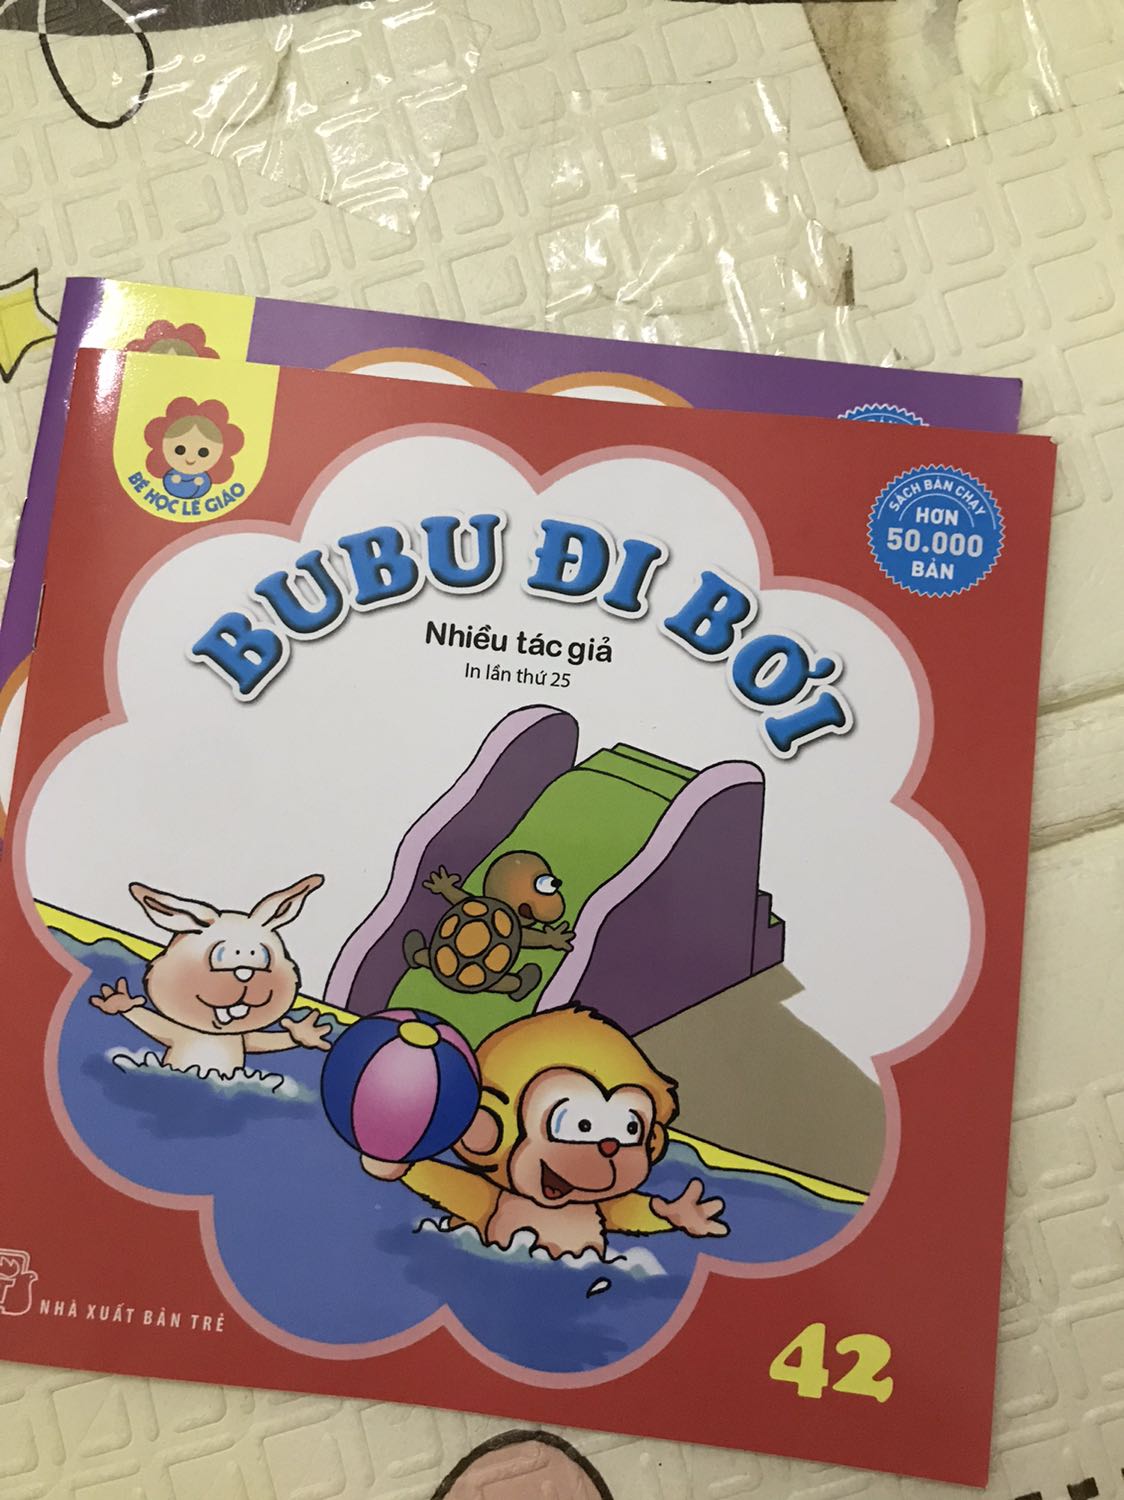 BÉ HỌC LỄ GIÁO
SÁCH BÁN CHẠY
HƠN
50.000
BẢN
BUBU ĐI BƠI
Nhiều tác giả
In lần thứ 25
NHÀ XUẤT BẢN TRẺ
42